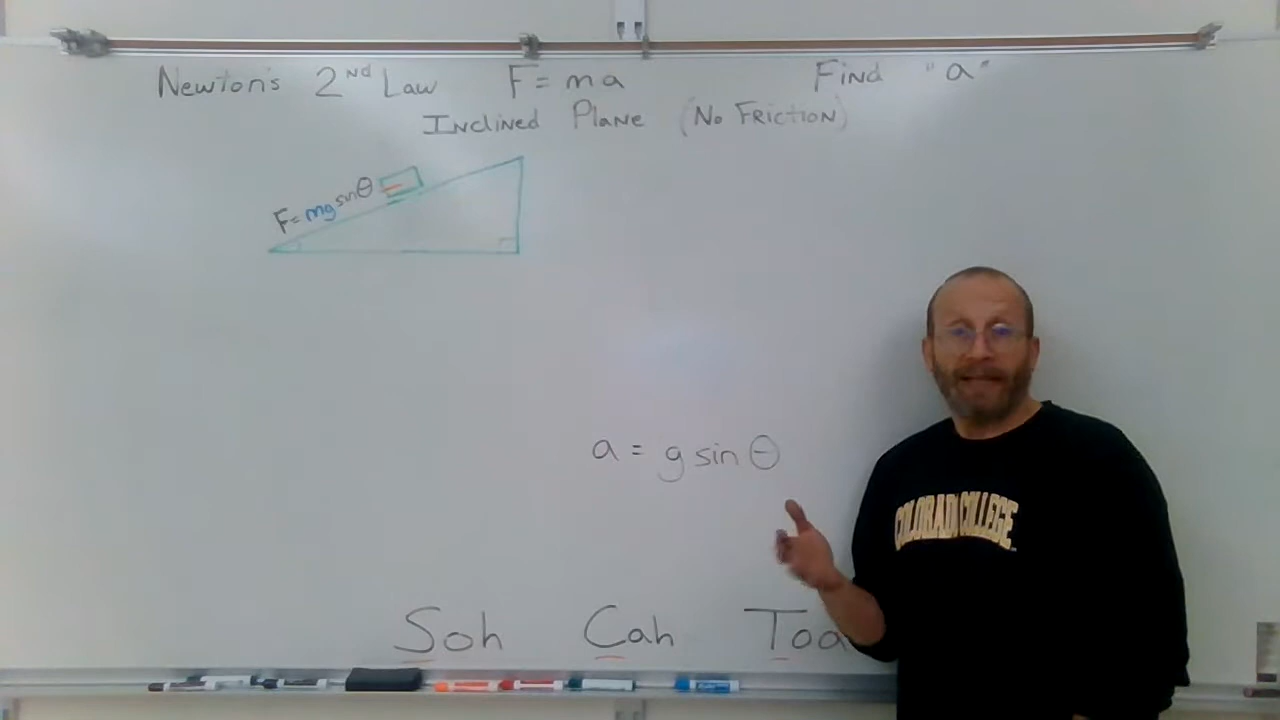 Newton's 2nd Law F = ma Find "a"
Inclined Plane (No Friction)
F=mg sinθ
a = g sin θ
COLORADO COLLEGE
Soh Cah Toa